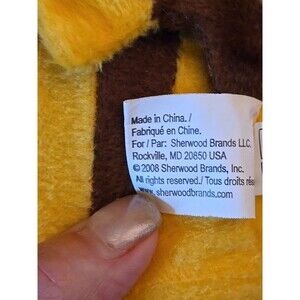 Made in China./
Fabriqué en Chine.
For / Par: Sherwood Brands LLC.
Rockville, MD 20850 USA
© 2008 Sherwood Brands, Inc.
All rights reserved./ Tous droits
www.sherwoodbrands.com.